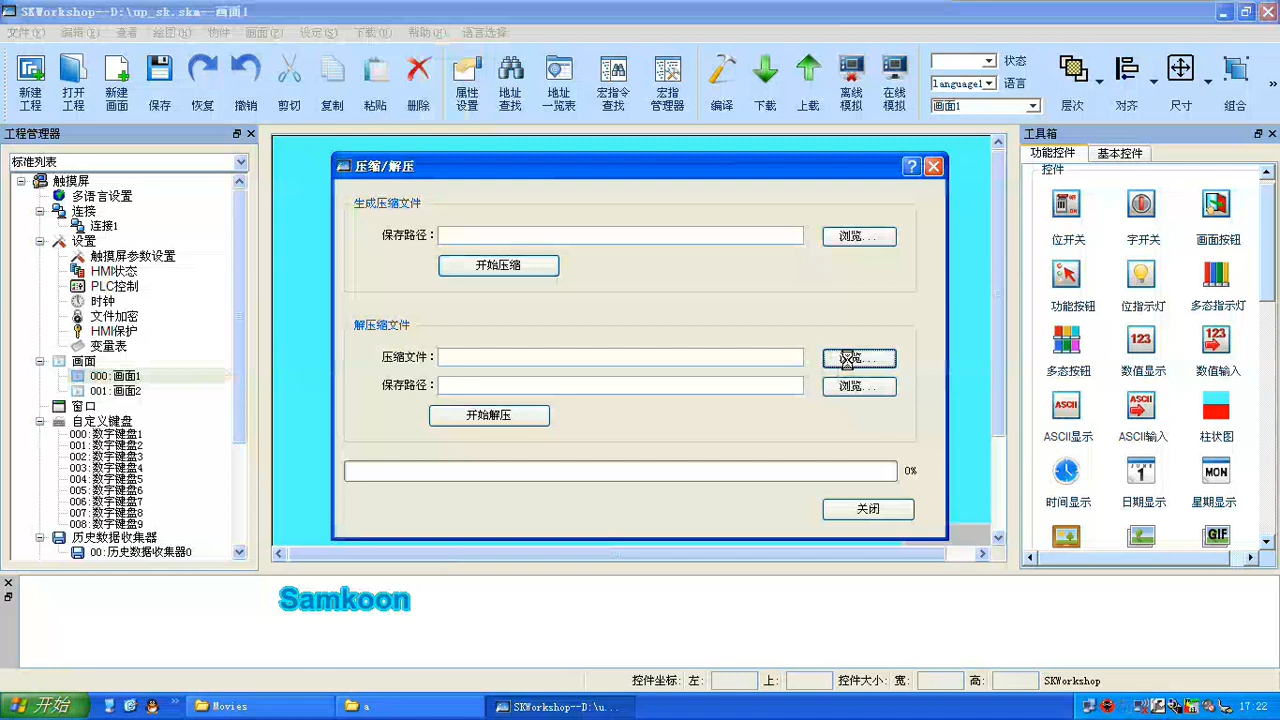 SKWorkshop--D:\up_sk.skm--画面1
文件(F) 编辑(E) 查看 绘图(D) 物件 画面(P) 设定(S) 下载(D) 帮助(H) 语言选择
新建工程 打开工程 新建画面 保存 恢复 撤销 剪切 复制 粘贴 删除 属性设置 地址查找 地址一览表 宏指令查找 宏指管理器 编译 下载 上载 离线模拟 在线模拟
状态
language1 语言
画面1
层次 对齐 尺寸 组合
工程管理器
标准列表
触摸屏
多语言设置
连接
连接1
设置
触摸屏参数设置
HMI状态
PLC控制
时钟
文件加密
HMI保护
变量表
画面
000:画面1
001:画面2
窗口
自定义键盘
000:数字键盘1
001:数字键盘2
002:数字键盘3
003:数字键盘4
004:数字键盘5
005:数字键盘6
006:数字键盘7
007:数字键盘8
008:数字键盘9
历史数据收集器
00:历史数据收集器0
压缩/解压
生成压缩文件
保存路径: 浏览...
开始压缩
解压缩文件
压缩文件:
保存路径: 浏览...
开始解压
0%
关闭
工具箱
功能控件 基本控件
控件
位开关 字开关 画面按钮
功能按钮 位指示灯 多态指示灯
123 123
多态按钮 数值显示 数值输入
ASCII ASCII
ASCII显示 ASCII输入 柱状图
JUNE 1 MON
时间显示 日期显示 星期显示
GIF
Samkoon
控件坐标: 左: 上: 控件大小: 宽: 高: SKWorkshop
开始 Movies a SKWorkshop--D:\u... 17:22